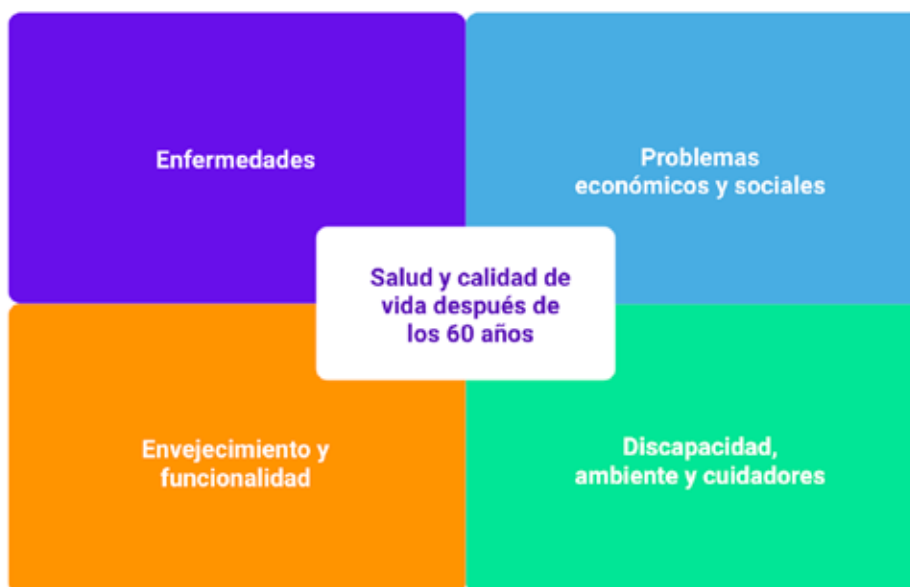 Enfermedades
Problemas
económicos y sociales
Salud y calidad de
vida después de
los 60 años
Envejecimiento y
funcionalidad
Discapacidad,
ambiente y cuidadores